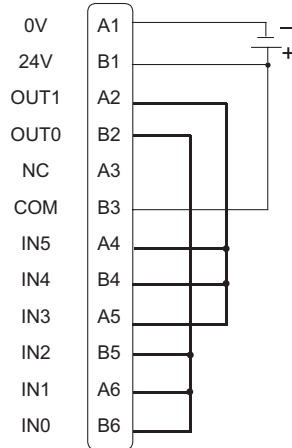 0V A1 −
24V B1 +
OUT1 A2
OUT0 B2
NC A3
COM B3
IN5 A4
IN4 B4
IN3 A5
IN2 B5
IN1 A6
IN0 B6